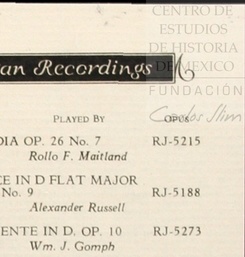 CENTRO DE
ESTUDIOS
DE HISTORIA
DE MEXICO
FUNDACIÓN
Carlos Slim
an Recordings
PLAYED BY OPUS
DIA OP. 26 No. 7 RJ-5215
Rollo F. Maitland
CE IN D FLAT MAJOR
No. 9 RJ-5188
Alexander Russell
ENTE IN D, OP. 10 RJ-5273
Wm. J. Gomph